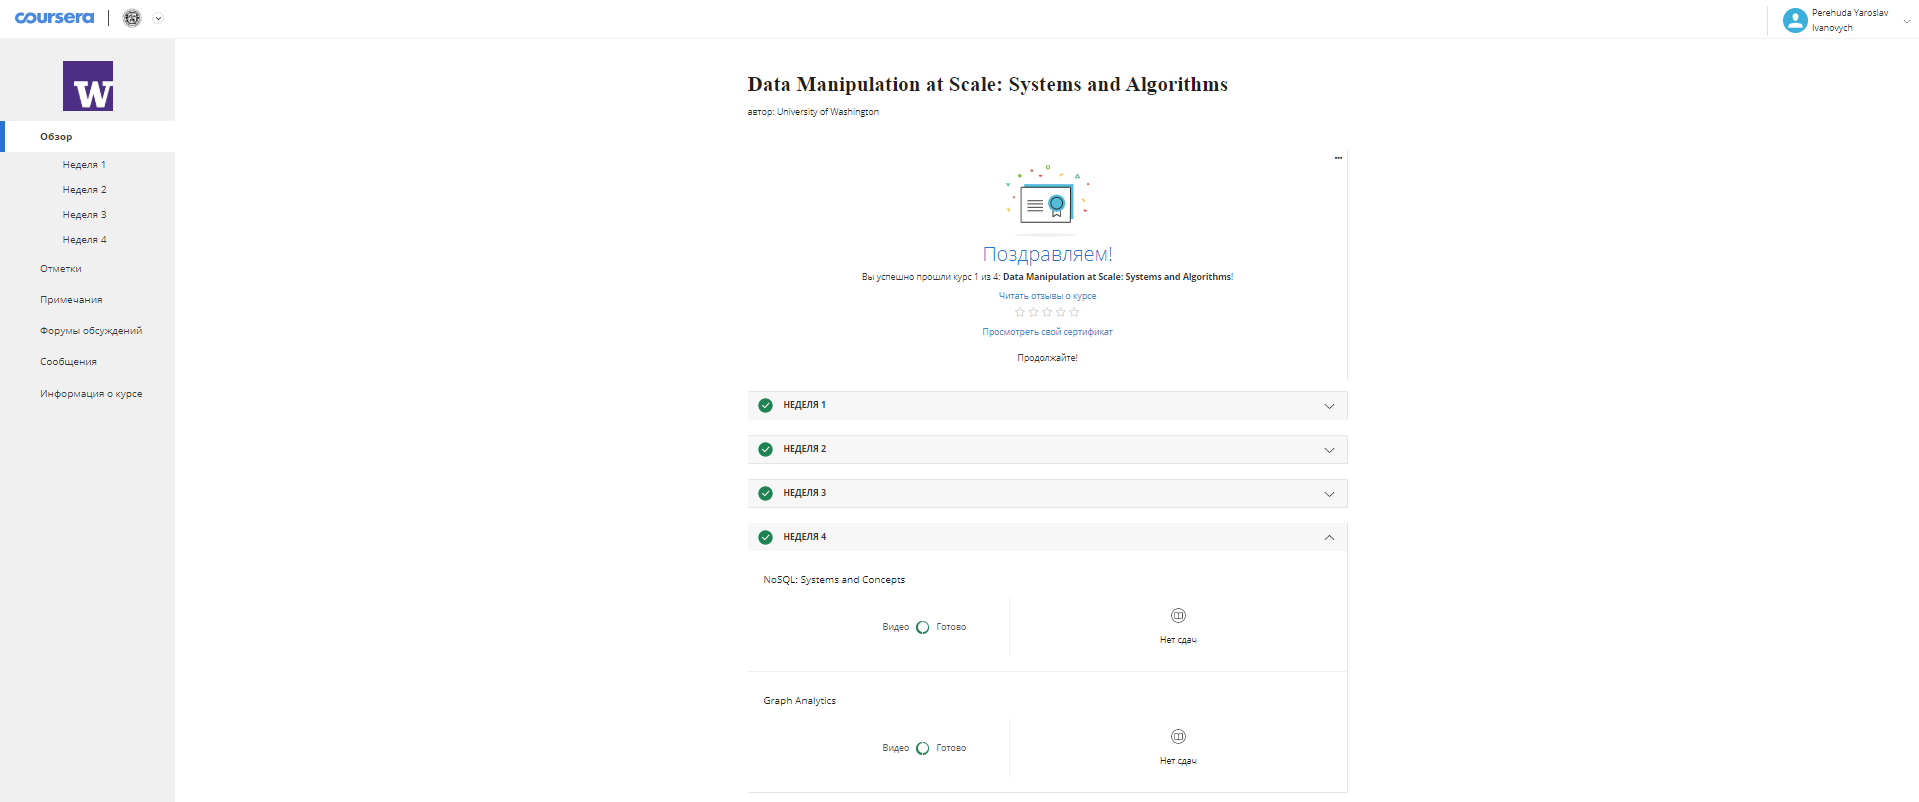 coursera
Perehuda Yaroslav
Ivanovych
W
Обзор
Неделя 1
Неделя 2
Неделя 3
Неделя 4
Отметки
Примечания
Форумы обсуждений
Сообщения
Информация о курсе
Data Manipulation at Scale: Systems and Algorithms
автор: University of Washington
Поздравляем!
Вы успешно прошли курс 1 из 4: Data Manipulation at Scale: Systems and Algorithms!
Читать отзывы о курсе
Просмотреть свой сертификат
Продолжайте!
НЕДЕЛЯ 1
НЕДЕЛЯ 2
НЕДЕЛЯ 3
НЕДЕЛЯ 4
NoSQL: Systems and Concepts
Видео Готово
Нет сдач
Graph Analytics
Видео Готово
Нет сдач